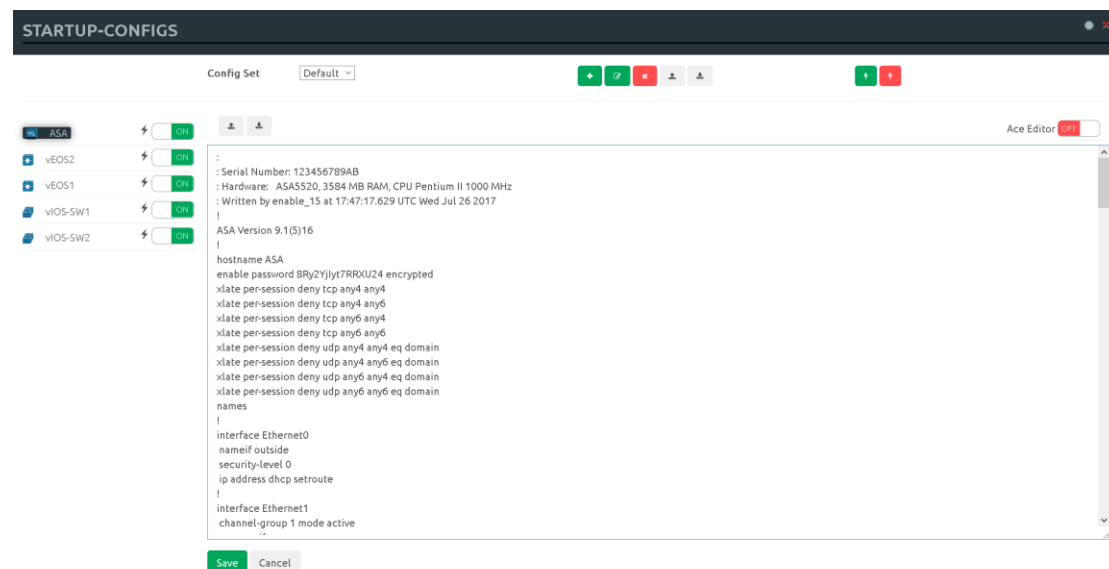 STARTUP-CONFIGS
Config Set Default
ASA ON
vEOS2 ON
vEOS1 ON
vIOS-SW1 ON
vIOS-SW2 ON
Ace Editor OFF
:
: Serial Number: 123456789AB
: Hardware: ASA5520, 3584 MB RAM, CPU Pentium II 1000 MHz
: Written by enable_15 at 17:47:17.629 UTC Wed Jul 26 2017
!
ASA Version 9.1(5)16
!
hostname ASA
enable password 8Ry2YjIyt7RRXU24 encrypted
xlate per-session deny tcp any4 any4
xlate per-session deny tcp any4 any6
xlate per-session deny tcp any6 any4
xlate per-session deny tcp any6 any6
xlate per-session deny udp any4 any4 eq domain
xlate per-session deny udp any4 any6 eq domain
xlate per-session deny udp any6 any4 eq domain
xlate per-session deny udp any6 any6 eq domain
names
!
interface Ethernet0
nameif outside
security-level 0
ip address dhcp setroute
!
interface Ethernet1
channel-group 1 mode active
Save Cancel